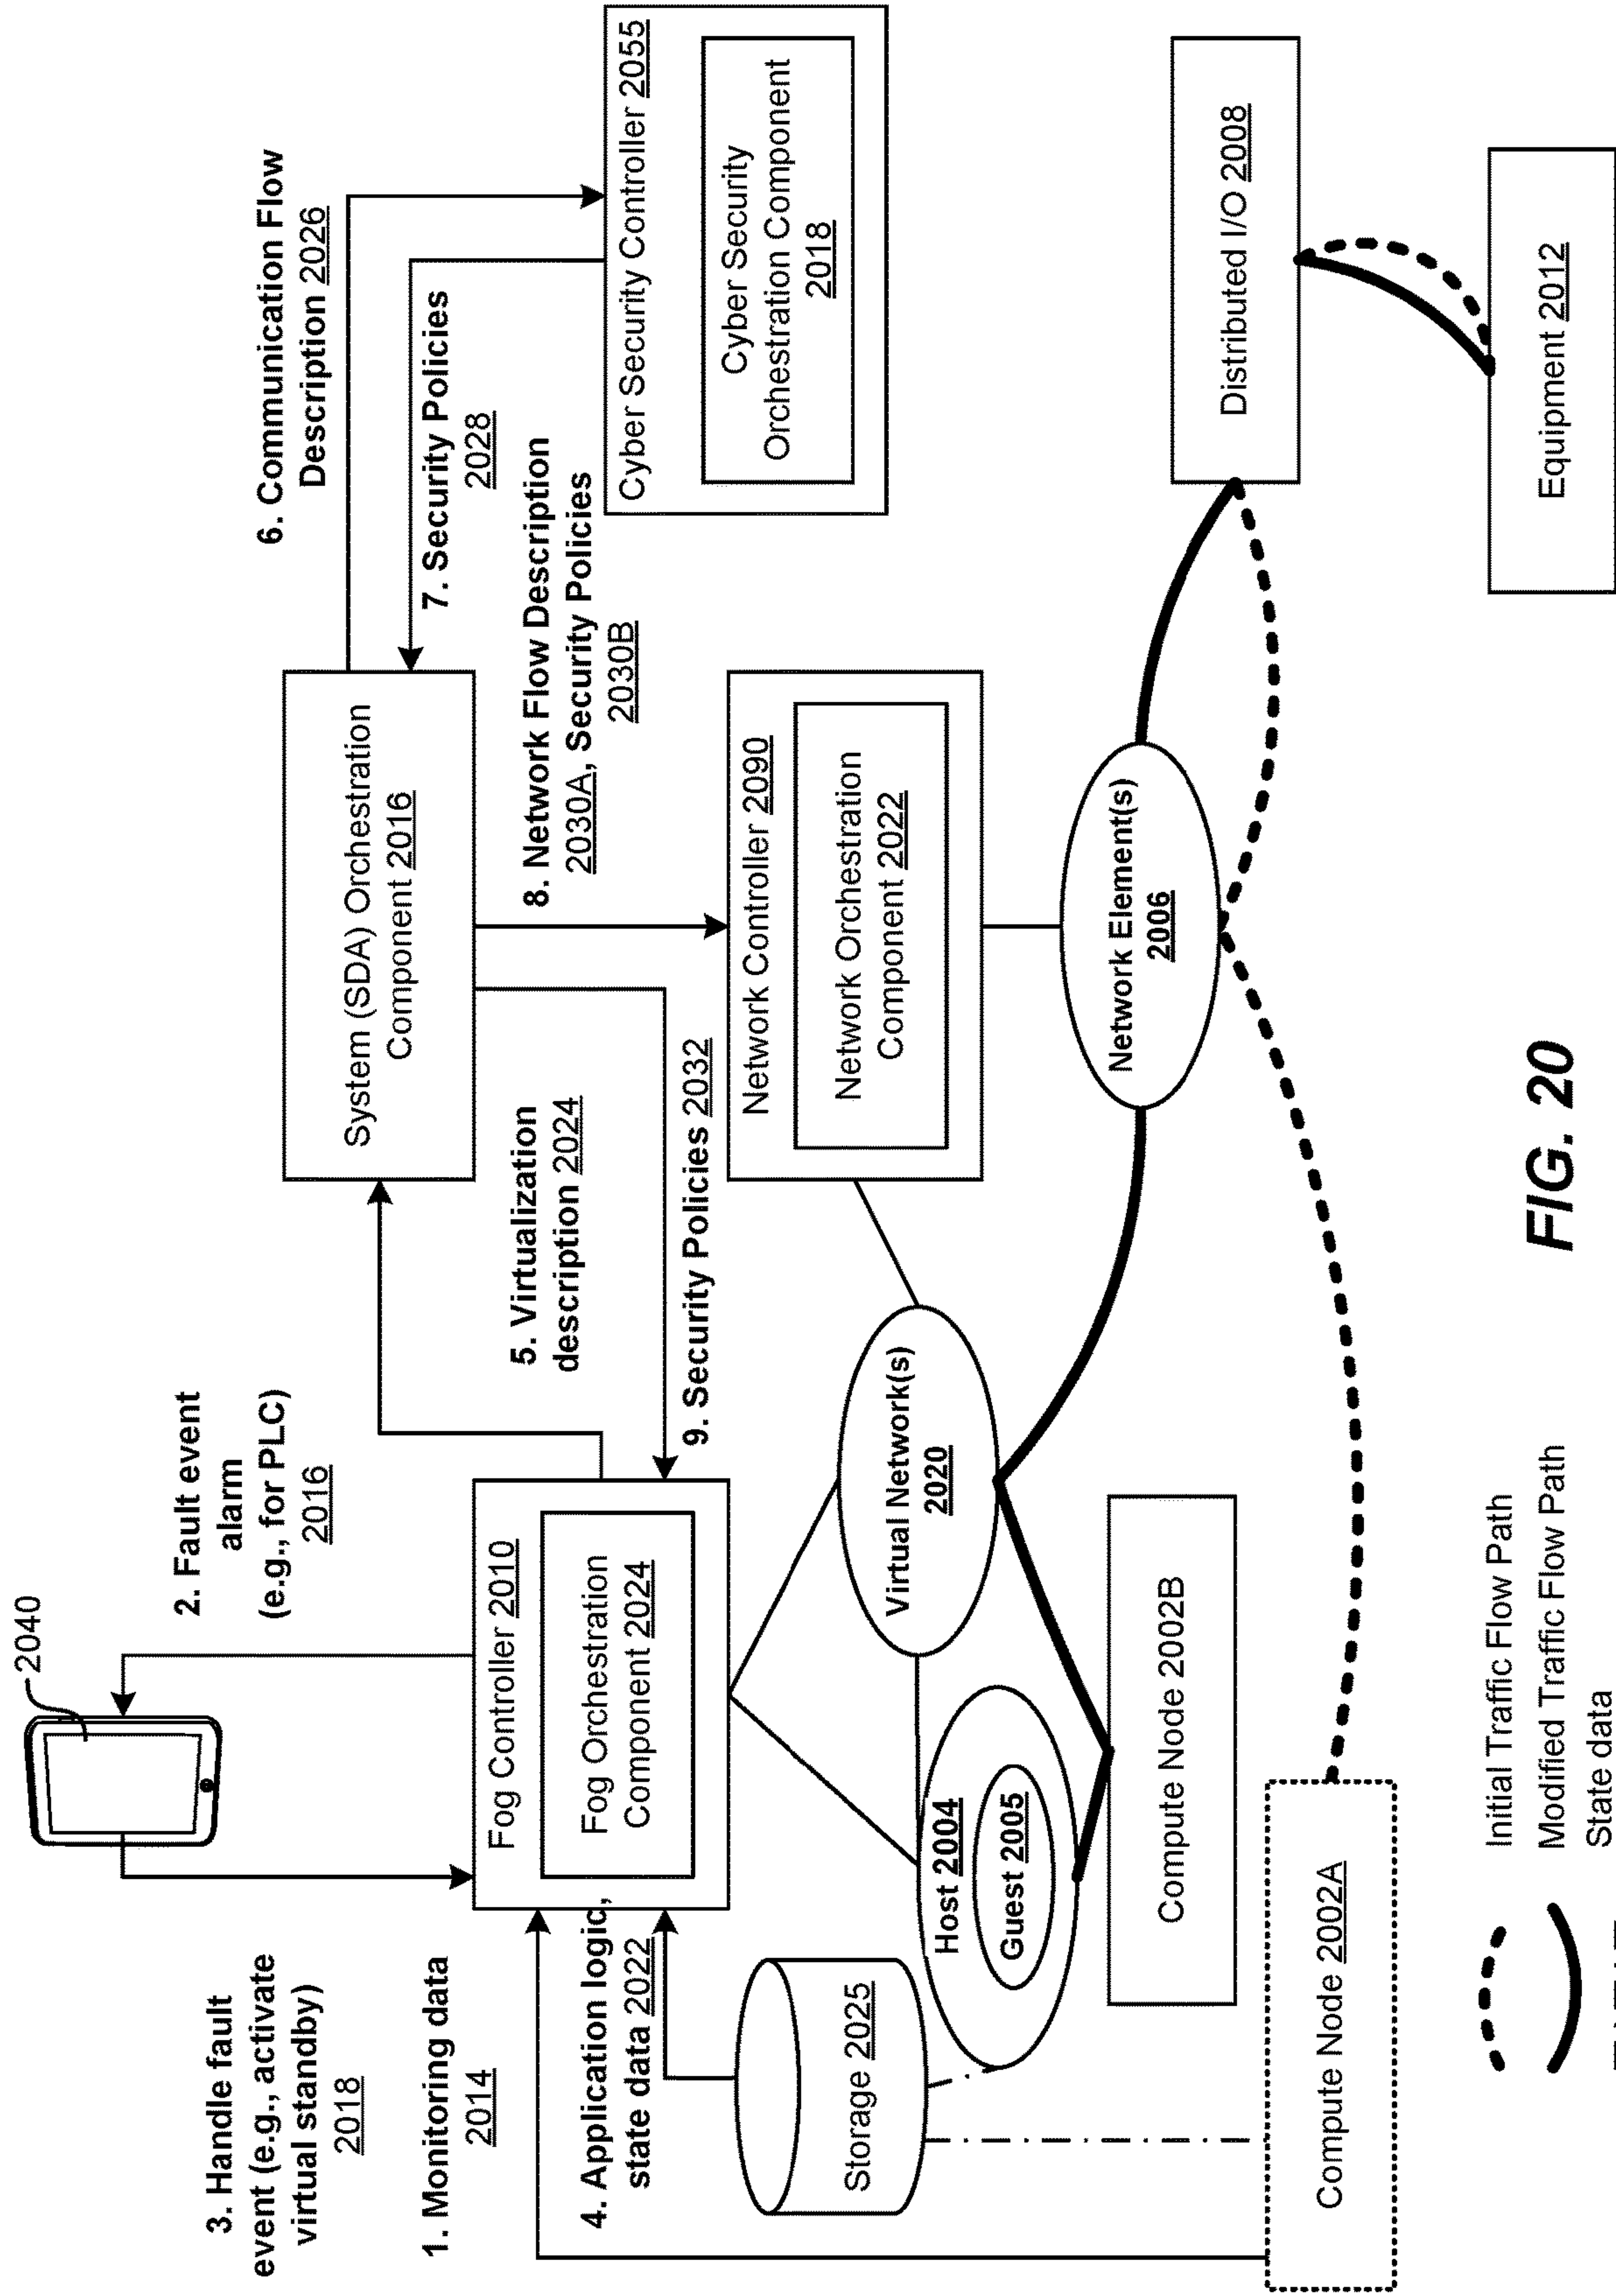 2040
2. Fault event
alarm
(e.g., for PLC)
2016
3. Handle fault
event (e.g., activate
virtual standby)
2018
1. Monitoring data
2014
4. Application logic,
state data 2022
Fog Controller 2010
Fog Orchestration
Component 2024
5. Virtualization
description 2024
System (SDA) Orchestration
Component 2016
6. Communication Flow
Description 2026
7. Security Policies
2028
Cyber Security Controller 2055
Cyber Security
Orchestration Component
2018
8. Network Flow Description
2030A, Security Policies
2030B
9. Security Policies 2032
Network Controller 2090
Network Orchestration
Component 2022
Storage 2025
Host 2004
Guest 2005
Virtual Network(s)
2020
Network Element(s)
2006
Distributed I/O 2008
Equipment 2012
Compute Node 2002B
Compute Node 2002A
Initial Traffic Flow Path
Modified Traffic Flow Path
State data
FIG. 20